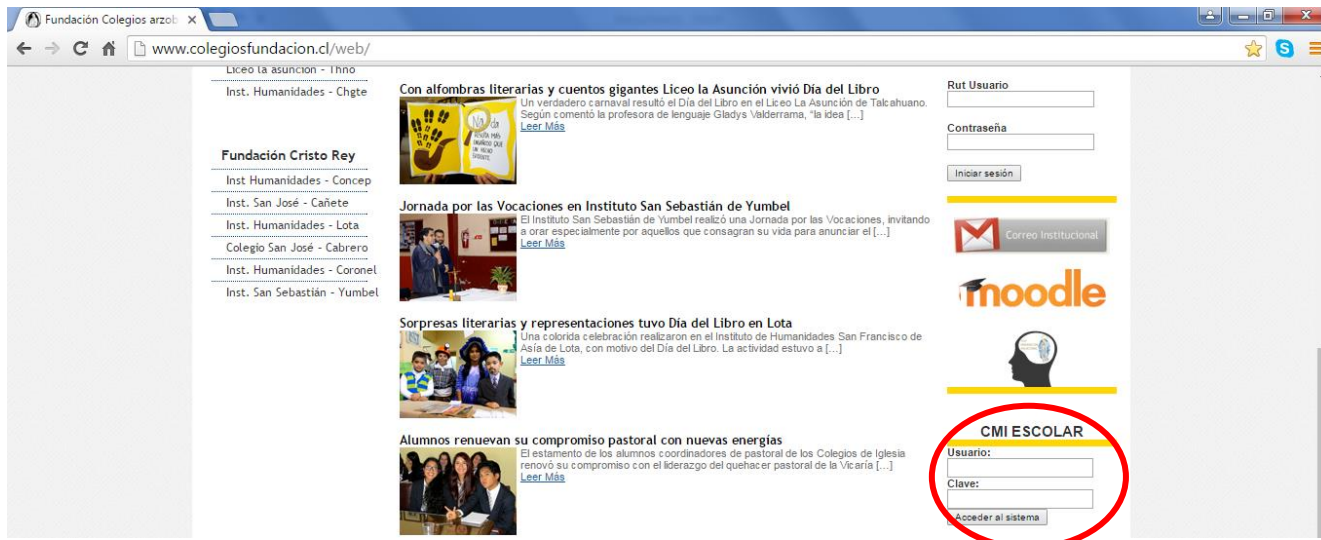 Fundación Colegios arzob
www.colegiosfundacion.cl/web/
Liceo la asunción - Thno
Inst. Humanidades - Chgte
Fundación Cristo Rey
Inst Humanidades - Concep
Inst. San José - Cañete
Inst. Humanidades - Lota
Colegio San José - Cabrero
Inst. Humanidades - Coronel
Inst. San Sebastián - Yumbel
Con alfombras literarias y cuentos gigantes Liceo la Asunción vivió Día del Libro
Un verdadero carnaval resultó el Día del Libro en el Liceo La Asunción de Talcahuano.
Según comentó la profesora de lenguaje Gladys Valderrama, “la idea […]
Leer Más
Nada
RESULTA MÁS
ENGAÑOSO QUE
UN HECHO
EVIDENTE
Jornada por las Vocaciones en Instituto San Sebastián de Yumbel
El Instituto San Sebastián de Yumbel realizó una Jornada por las Vocaciones, invitando
a orar especialmente por aquellos que consagran su vida para anunciar el […]
Leer Más
Sorpresas literarias y representaciones tuvo Día del Libro en Lota
Una colorida celebración realizaron en el Instituto de Humanidades San Francisco de
Asía de Lota, con motivo del Día del Libro. La actividad estuvo a […]
Leer Más
Alumnos renuevan su compromiso pastoral con nuevas energías
El estamento de los alumnos coordinadores de pastoral de los Colegios de Iglesia
renovó su compromiso con el liderazgo del quehacer pastoral de la Vicaría […]
Leer Más
Rut Usuario
Contraseña
Iniciar sesión
Correo Institucional
moodle
CMI ESCOLAR
Usuario:
Clave:
Acceder al sistema